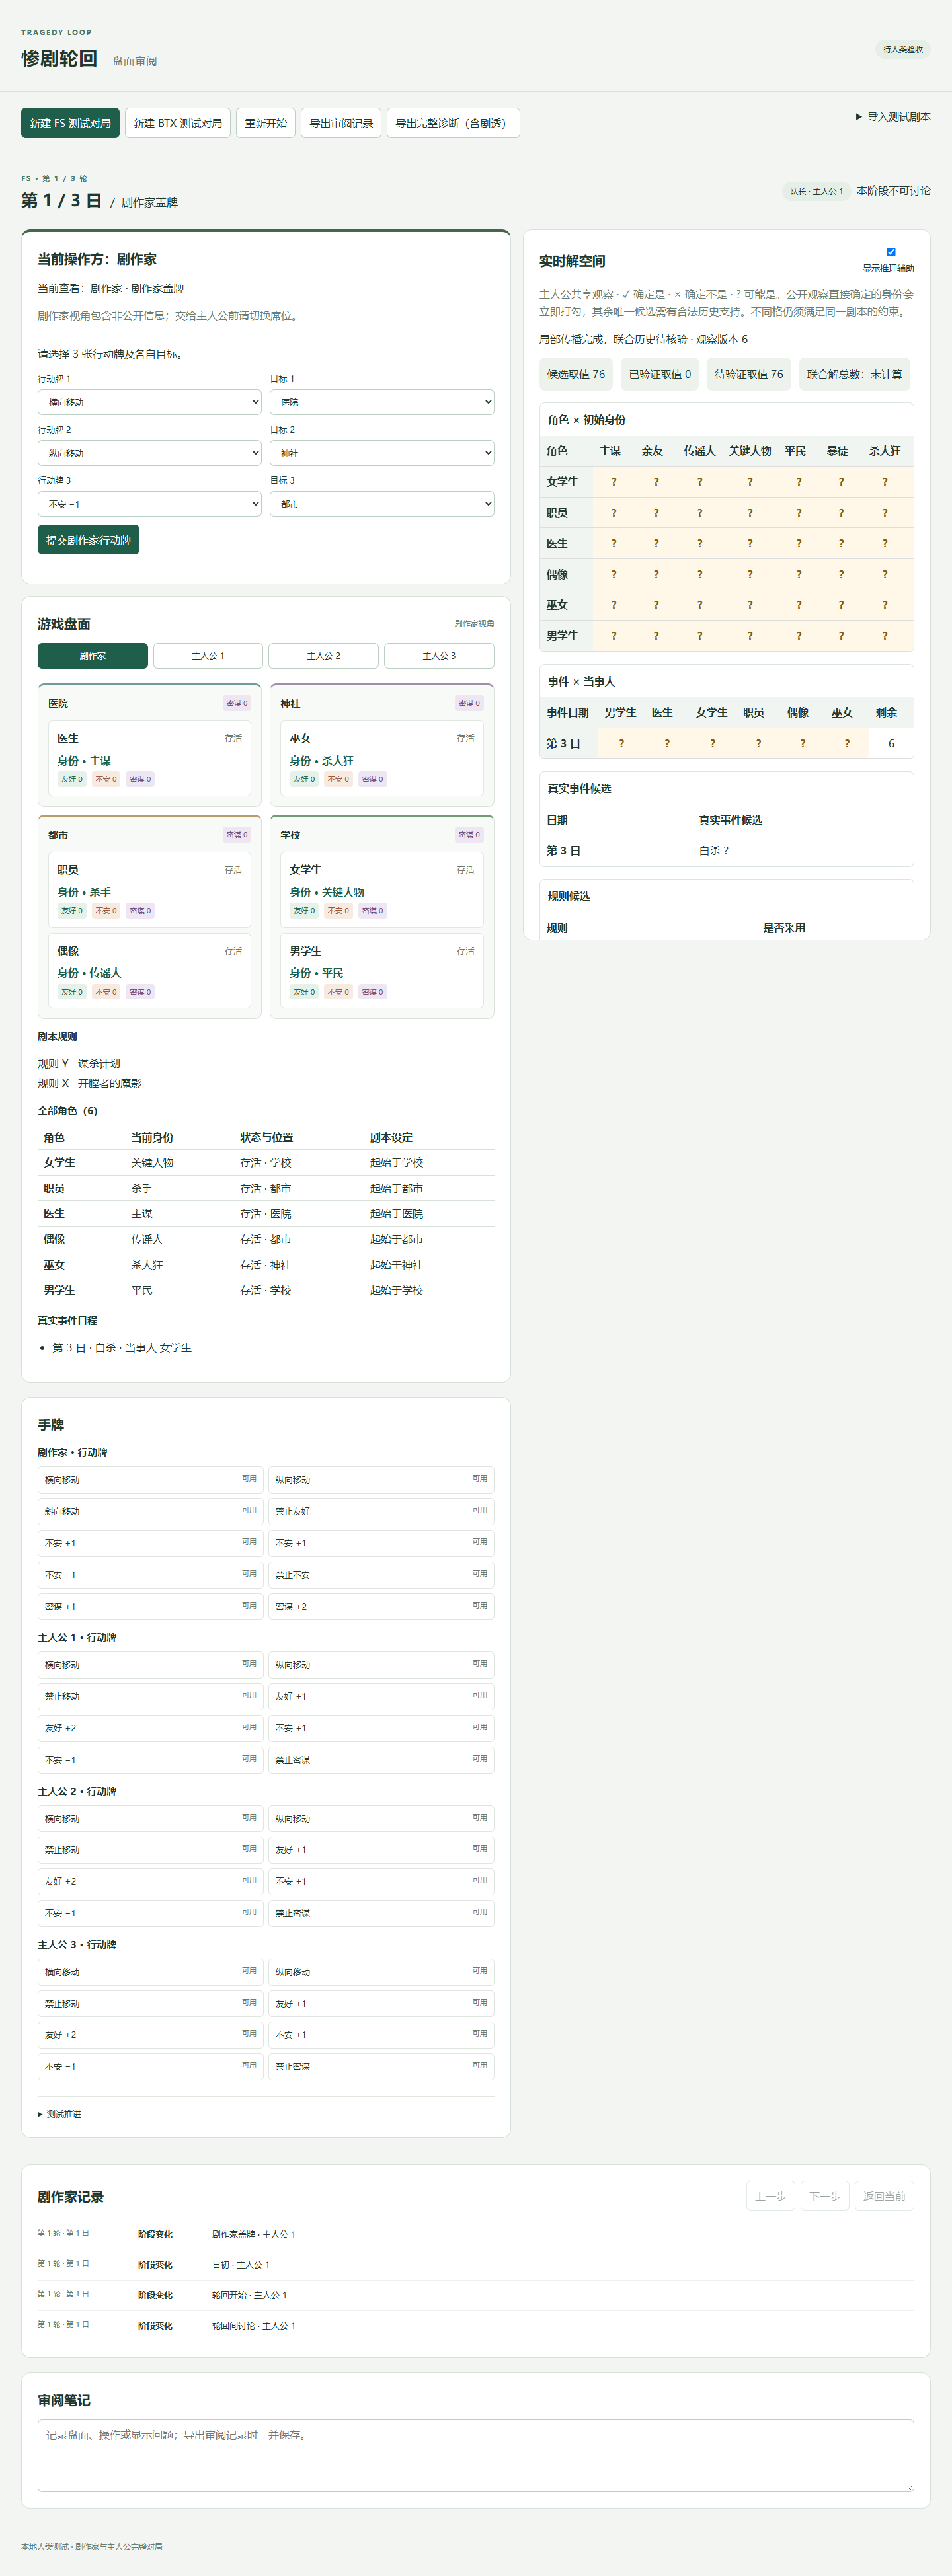 TRAGEDY LOOP
惨剧轮回 盘面审阅
待人类验收
新建 FS 测试对局 新建 BTX 测试对局 重新开始 导出审阅记录 导出完整诊断（含剧透）
▶ 导入测试剧本
FS · 第 1 / 3 轮
第 1 / 3 日 / 剧作家盖牌
队长 · 主人公 1 本阶段不可讨论
当前操作方：剧作家
当前查看：剧作家 · 剧作家盖牌
剧作家视角包含非公开信息；交给主人公前请切换席位。
请选择 3 张行动牌及各自目标。
行动牌 1 目标 1
横向移动 医院
行动牌 2 目标 2
纵向移动 神社
行动牌 3 目标 3
不安 −1 都市
提交剧作家行动牌
游戏盘面 剧作家视角
剧作家 主人公 1 主人公 2 主人公 3
医院 密谋 0
医生 存活
身份 • 主谋
友好 0 不安 0 密谋 0
神社 密谋 0
巫女 存活
身份 • 杀人狂
友好 0 不安 0 密谋 0
都市 密谋 0
职员 存活
身份 • 杀手
友好 0 不安 0 密谋 0
偶像 存活
身份 • 传谣人
友好 0 不安 0 密谋 0
学校 密谋 0
女学生 存活
身份 • 关键人物
友好 0 不安 0 密谋 0
男学生 存活
身份 • 平民
友好 0 不安 0 密谋 0
剧本规则
规则 Y 谋杀计划
规则 X 开膛者的魔影
全部角色（6）
角色 当前身份 状态与位置 剧本设定
女学生 关键人物 存活 · 学校 起始于学校
职员 杀手 存活 · 都市 起始于都市
医生 主谋 存活 · 医院 起始于医院
偶像 传谣人 存活 · 都市 起始于都市
巫女 杀人狂 存活 · 神社 起始于神社
男学生 平民 存活 · 学校 起始于学校
真实事件日程
• 第 3 日 · 自杀 · 当事人 女学生
手牌
剧作家 • 行动牌
横向移动 可用 纵向移动 可用
斜向移动 可用 禁止友好 可用
不安 +1 可用 不安 +1 可用
不安 −1 可用 禁止不安 可用
密谋 +1 可用 密谋 +2 可用
主人公 1 • 行动牌
横向移动 可用 纵向移动 可用
禁止移动 可用 友好 +1 可用
友好 +2 可用 不安 +1 可用
不安 −1 可用 禁止密谋 可用
主人公 2 • 行动牌
横向移动 可用 纵向移动 可用
禁止移动 可用 友好 +1 可用
友好 +2 可用 不安 +1 可用
不安 −1 可用 禁止密谋 可用
主人公 3 • 行动牌
横向移动 可用 纵向移动 可用
禁止移动 可用 友好 +1 可用
友好 +2 可用 不安 +1 可用
不安 −1 可用 禁止密谋 可用
▶ 测试推进
实时解空间
显示推理辅助
主人公共享观察 · ✓ 确定是 · × 确定不是 · ? 可能是。公开观察直接确定的身份会
立即打勾，其余唯一候选需有合法历史支持。不同格仍须满足同一剧本的约束。
局部传播完成，联合历史待核验 · 观察版本 6
候选取值 76 已验证取值 0 待验证取值 76 联合解总数：未计算
角色 × 初始身份
角色 主谋 亲友 传谣人 关键人物 平民 暴徒 杀人狂
女学生 ? ? ? ? ? ? ?
职员 ? ? ? ? ? ? ?
医生 ? ? ? ? ? ? ?
偶像 ? ? ? ? ? ? ?
巫女 ? ? ? ? ? ? ?
男学生 ? ? ? ? ? ? ?
事件 × 当事人
事件日期 男学生 医生 女学生 职员 偶像 巫女 剩余
第 3 日 ? ? ? ? ? ? 6
真实事件候选
日期 真实事件候选
第 3 日 自杀 ?
规则候选
规则 是否采用
剧作家记录 上一步 下一步 返回当前
第 1 轮 · 第 1 日 阶段变化 剧作家盖牌 · 主人公 1
第 1 轮 · 第 1 日 阶段变化 日初 · 主人公 1
第 1 轮 · 第 1 日 阶段变化 轮回开始 · 主人公 1
第 1 轮 · 第 1 日 阶段变化 轮回间讨论 · 主人公 1
审阅笔记
记录盘面、操作或显示问题；导出审阅记录时一并保存。
本地人类测试 · 剧作家与主人公完整对局